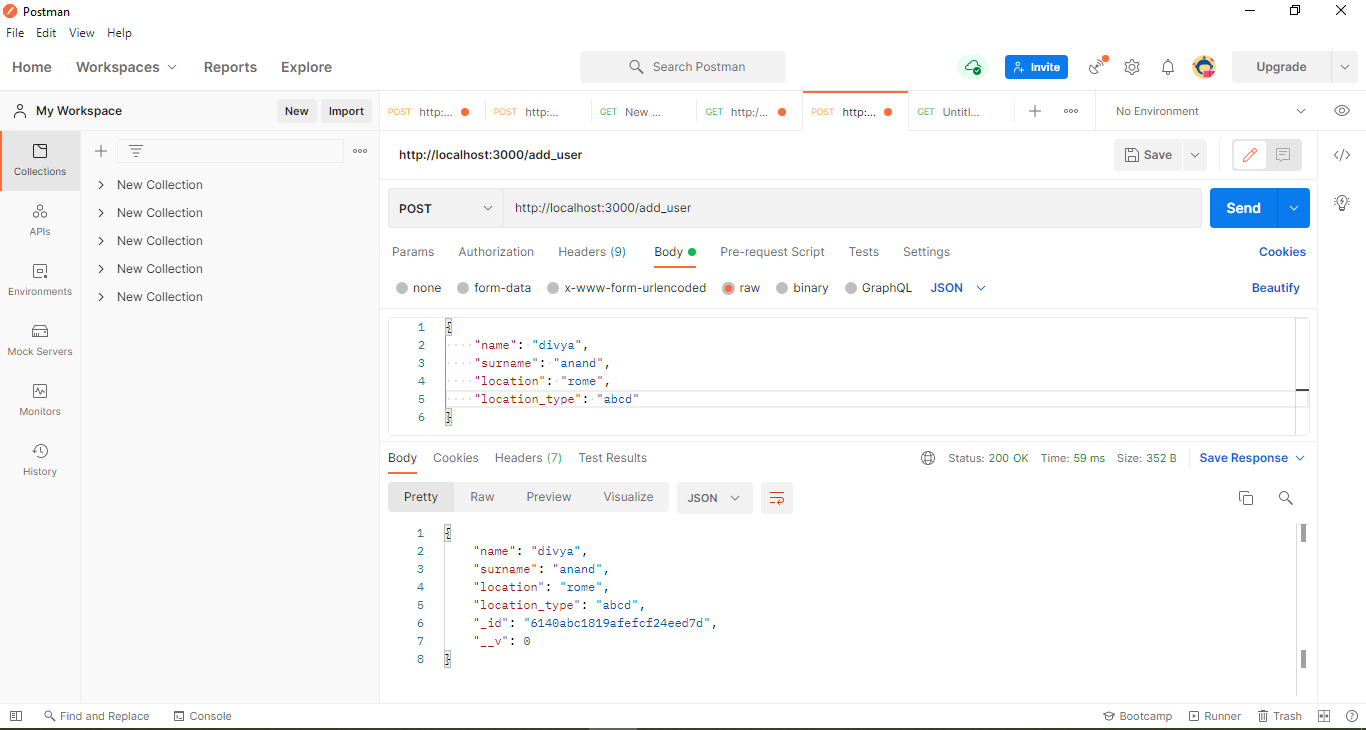 Postman
File Edit View Help
Home Workspaces Reports Explore Search Postman Invite Upgrade
My Workspace New Import
POST http:... POST http:... GET New ... GET http:/... POST http:... GET Untitl... No Environment
Collections
APIs
Environments
Mock Servers
Monitors
History
New Collection
New Collection
New Collection
New Collection
New Collection
http://localhost:3000/add_user Save
POST http://localhost:3000/add_user Send
Params Authorization Headers (9) Body Pre-request Script Tests Settings Cookies
none form-data x-www-form-urlencoded raw binary GraphQL JSON Beautify
1 {
2 "name": "divya",
3 "surname": "anand",
4 "location": "rome",
5 "location_type": "abcd"
6 }
Body Cookies Headers (7) Test Results Status: 200 OK Time: 59 ms Size: 352 B Save Response
Pretty Raw Preview Visualize JSON
1 {
2 "name": "divya",
3 "surname": "anand",
4 "location": "rome",
5 "location_type": "abcd",
6 "_id": "6140abc1819afefcf24eed7d",
7 "__v": 0
8 }
Find and Replace Console Bootcamp Runner Trash